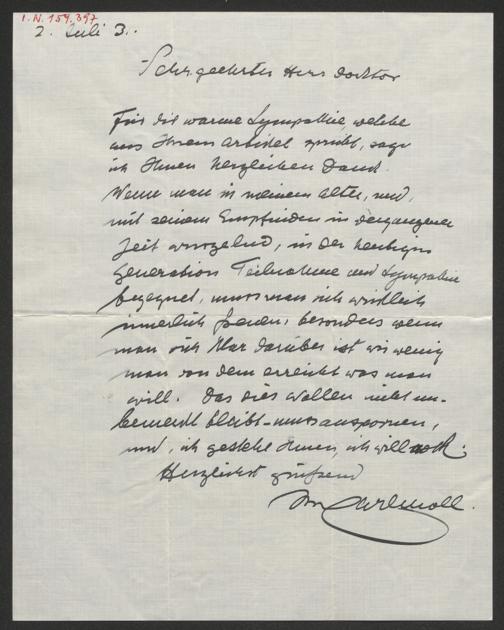 I.N. 159.397
2. Juli 3.
Sehr geehrter Herr Doktor
Für die warme Sympathie, welche
aus Ihrem Artikel spricht, sage
ich Ihnen herzlichen Dank.
Wenn man in meinem Alter, und,
mit seinem Empfinden in vergangener
Zeit wurzelnd, in der heutigen
Generation Teilnahme und Sympathie
begegnet, muss man sich wirklich
innerlich freuen, besonders wenn
man sich klar darüber ist wie wenig
man von dem erreicht was man
will. Das dies Wollen nicht un-
bemerkt bleibt - muss anspornen,
und, ich gestehe Ihnen, ich will noch.
Herzlichst grüssend
Ihr Carl Moll.